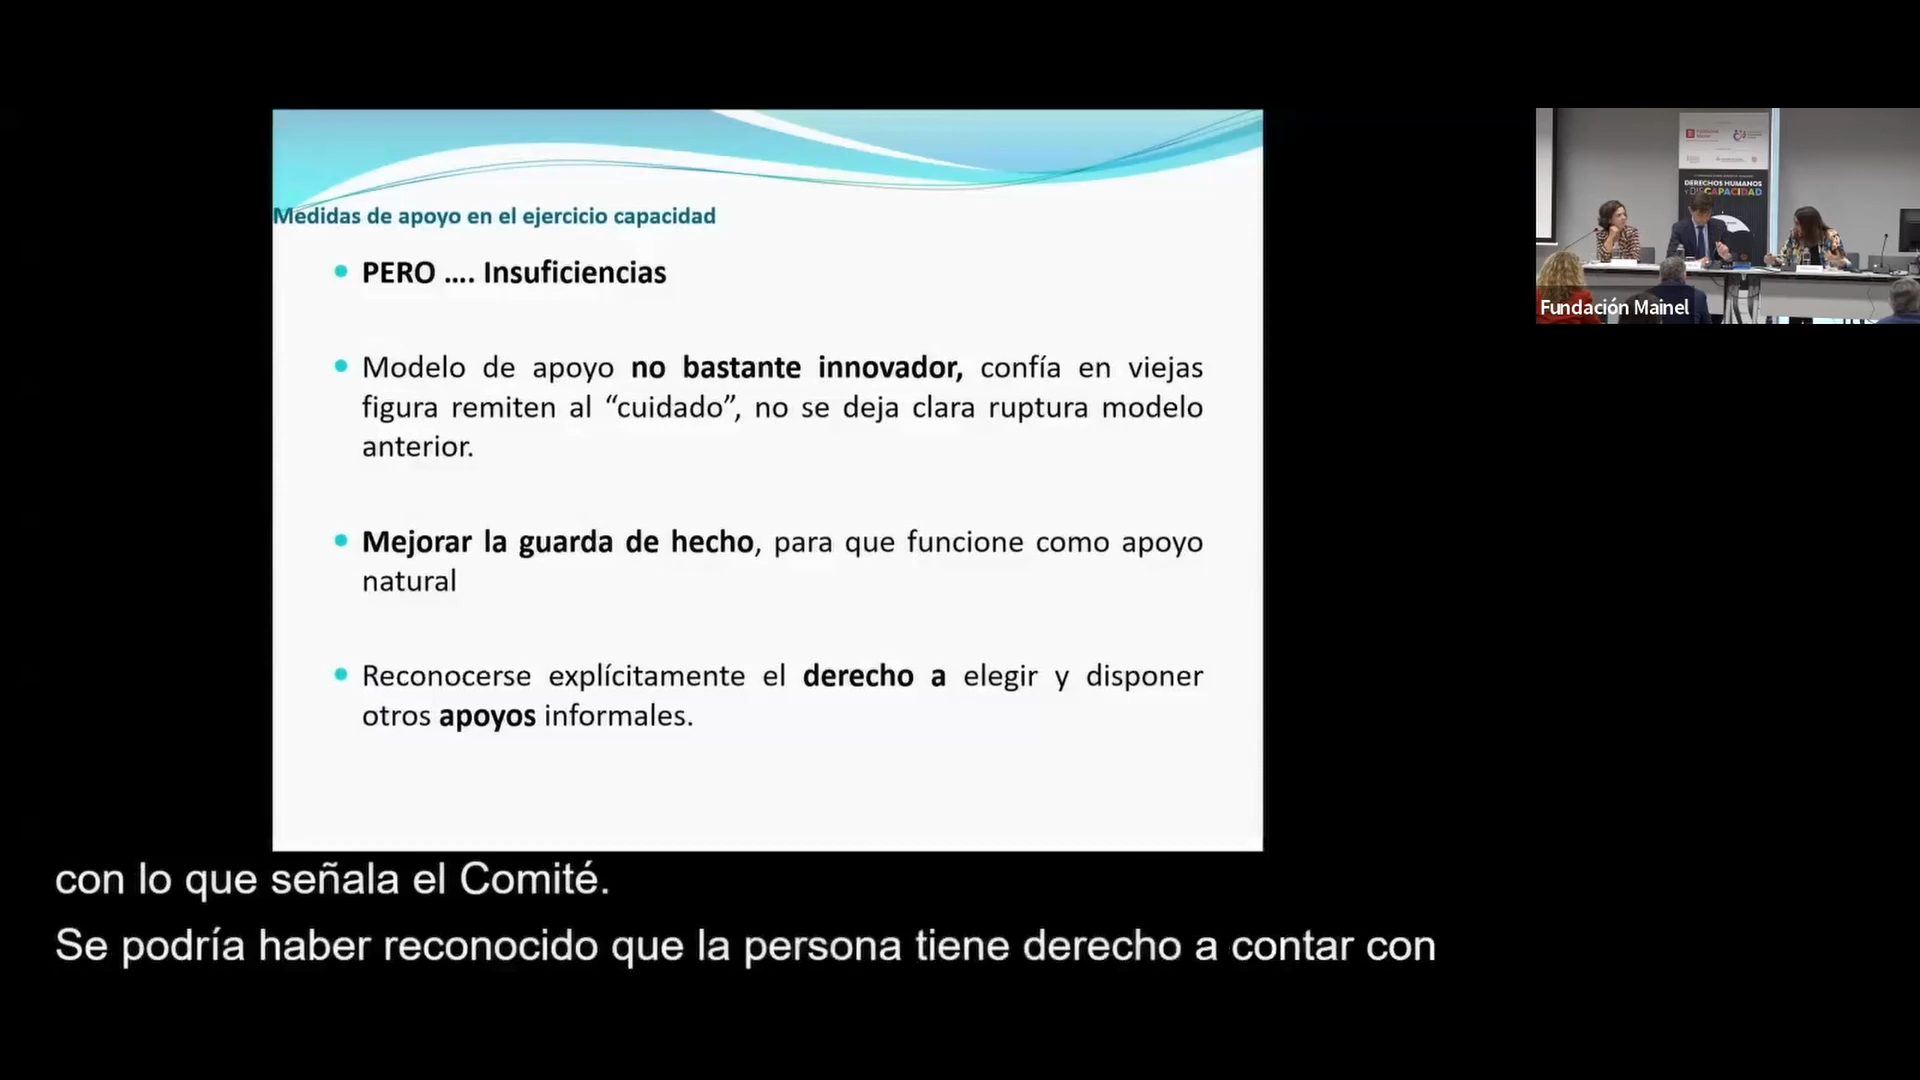 Medidas de apoyo en el ejercicio capacidad
PERO .... Insuficiencias
Modelo de apoyo no bastante innovador, confía en viejas
figura remiten al “cuidado”, no se deja clara ruptura modelo
anterior.
Mejorar la guarda de hecho, para que funcione como apoyo
natural
Reconocerse explícitamente el derecho a elegir y disponer
otros apoyos informales.
DERECHOS HUMANOS
Y DISCAPACIDAD
Fundación Mainel
con lo que señala el Comité.
Se podría haber reconocido que la persona tiene derecho a contar con